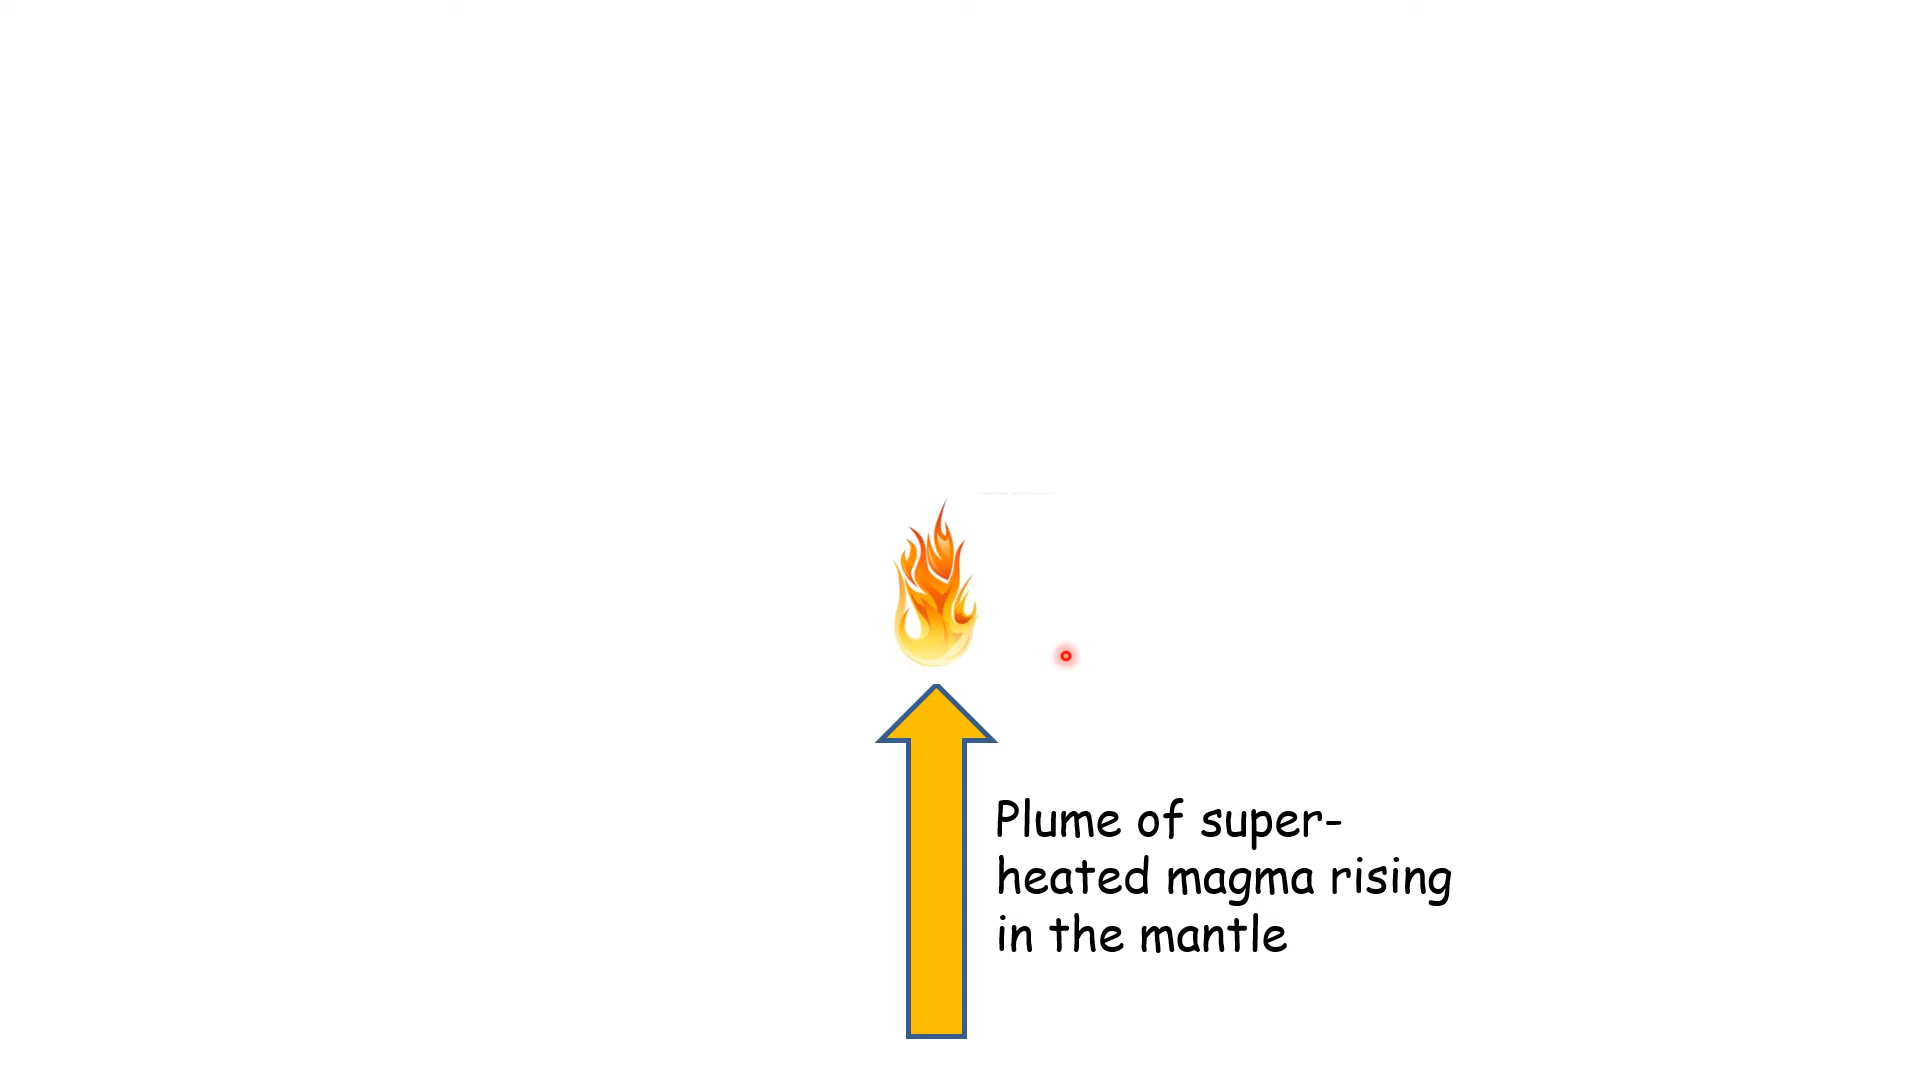 Plume of super-
heated magma rising
in the mantle